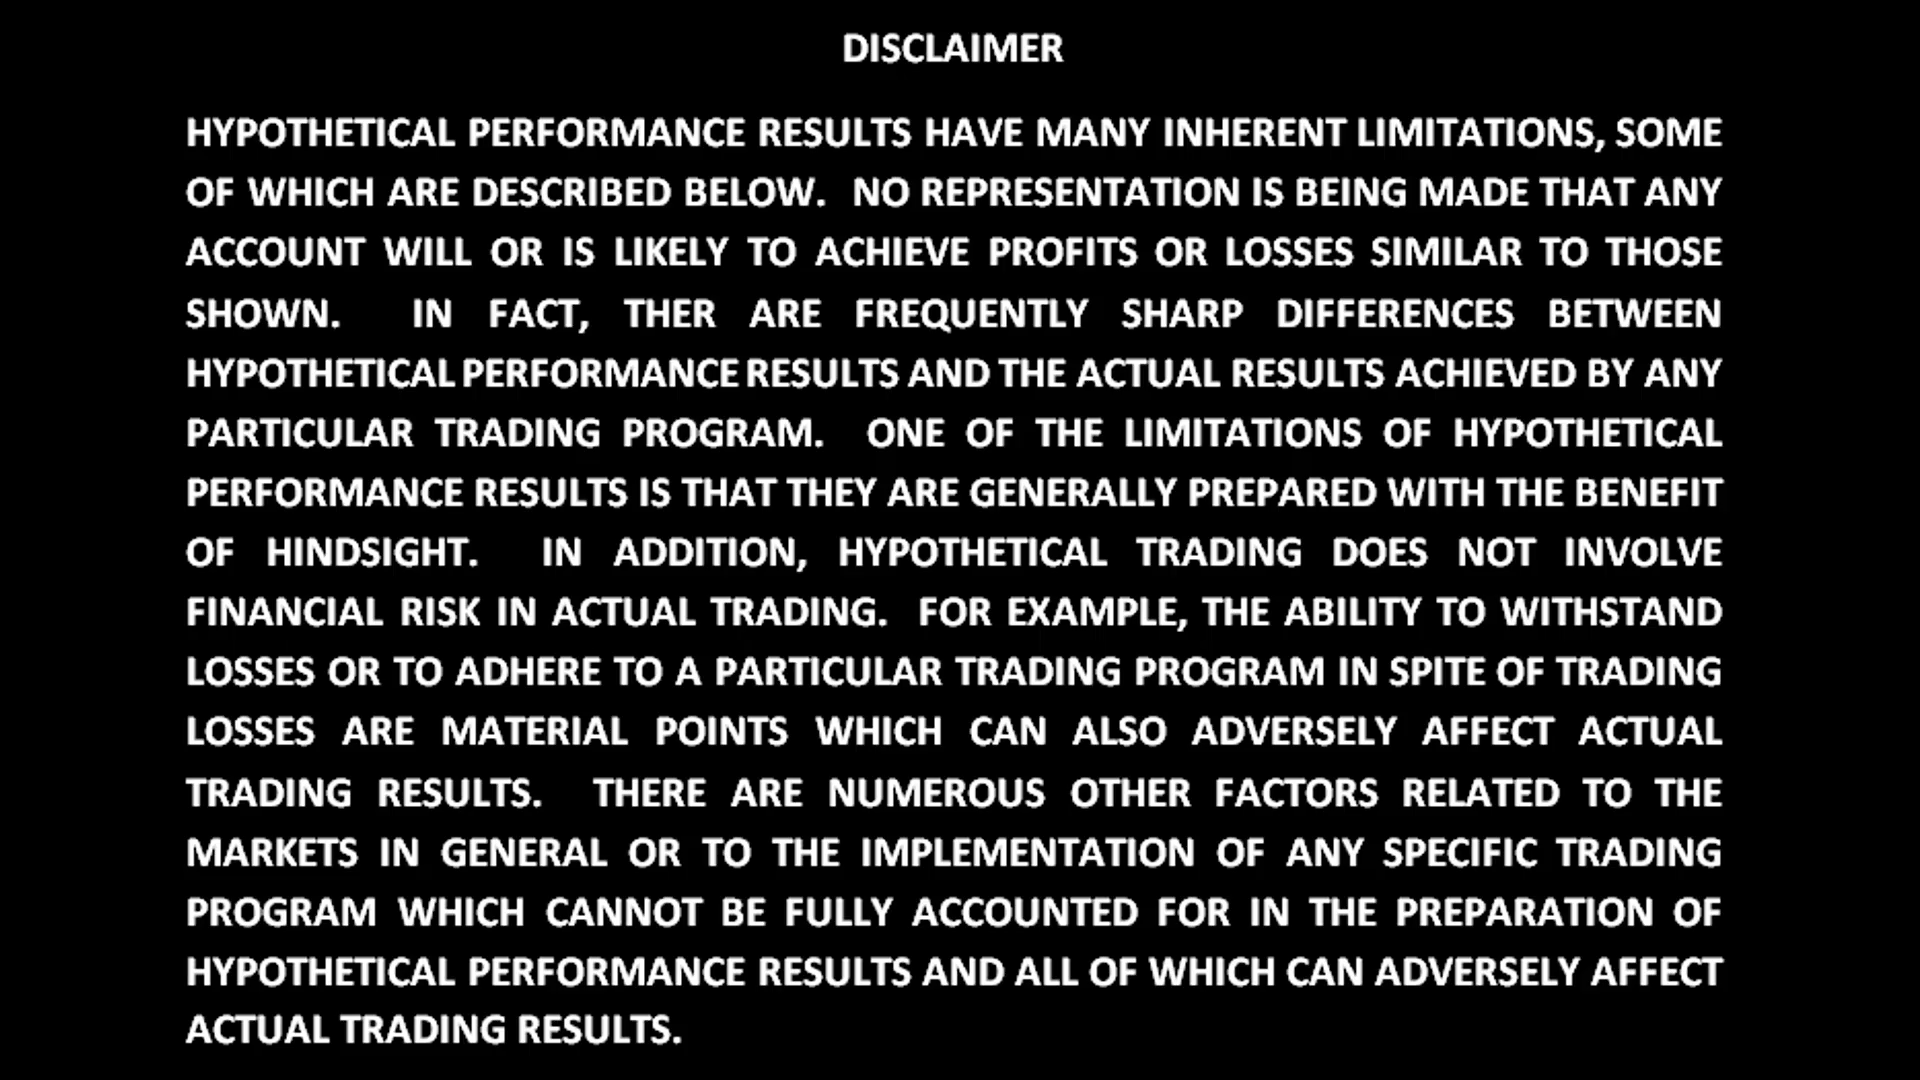 DISCLAIMER
HYPOTHETICAL PERFORMANCE RESULTS HAVE MANY INHERENT LIMITATIONS, SOME
OF WHICH ARE DESCRIBED BELOW. NO REPRESENTATION IS BEING MADE THAT ANY
ACCOUNT WILL OR IS LIKELY TO ACHIEVE PROFITS OR LOSSES SIMILAR TO THOSE
SHOWN. IN FACT, THER ARE FREQUENTLY SHARP DIFFERENCES BETWEEN
HYPOTHETICAL PERFORMANCE RESULTS AND THE ACTUAL RESULTS ACHIEVED BY ANY
PARTICULAR TRADING PROGRAM. ONE OF THE LIMITATIONS OF HYPOTHETICAL
PERFORMANCE RESULTS IS THAT THEY ARE GENERALLY PREPARED WITH THE BENEFIT
OF HINDSIGHT. IN ADDITION, HYPOTHETICAL TRADING DOES NOT INVOLVE
FINANCIAL RISK IN ACTUAL TRADING. FOR EXAMPLE, THE ABILITY TO WITHSTAND
LOSSES OR TO ADHERE TO A PARTICULAR TRADING PROGRAM IN SPITE OF TRADING
LOSSES ARE MATERIAL POINTS WHICH CAN ALSO ADVERSELY AFFECT ACTUAL
TRADING RESULTS. THERE ARE NUMEROUS OTHER FACTORS RELATED TO THE
MARKETS IN GENERAL OR TO THE IMPLEMENTATION OF ANY SPECIFIC TRADING
PROGRAM WHICH CANNOT BE FULLY ACCOUNTED FOR IN THE PREPARATION OF
HYPOTHETICAL PERFORMANCE RESULTS AND ALL OF WHICH CAN ADVERSELY AFFECT
ACTUAL TRADING RESULTS.